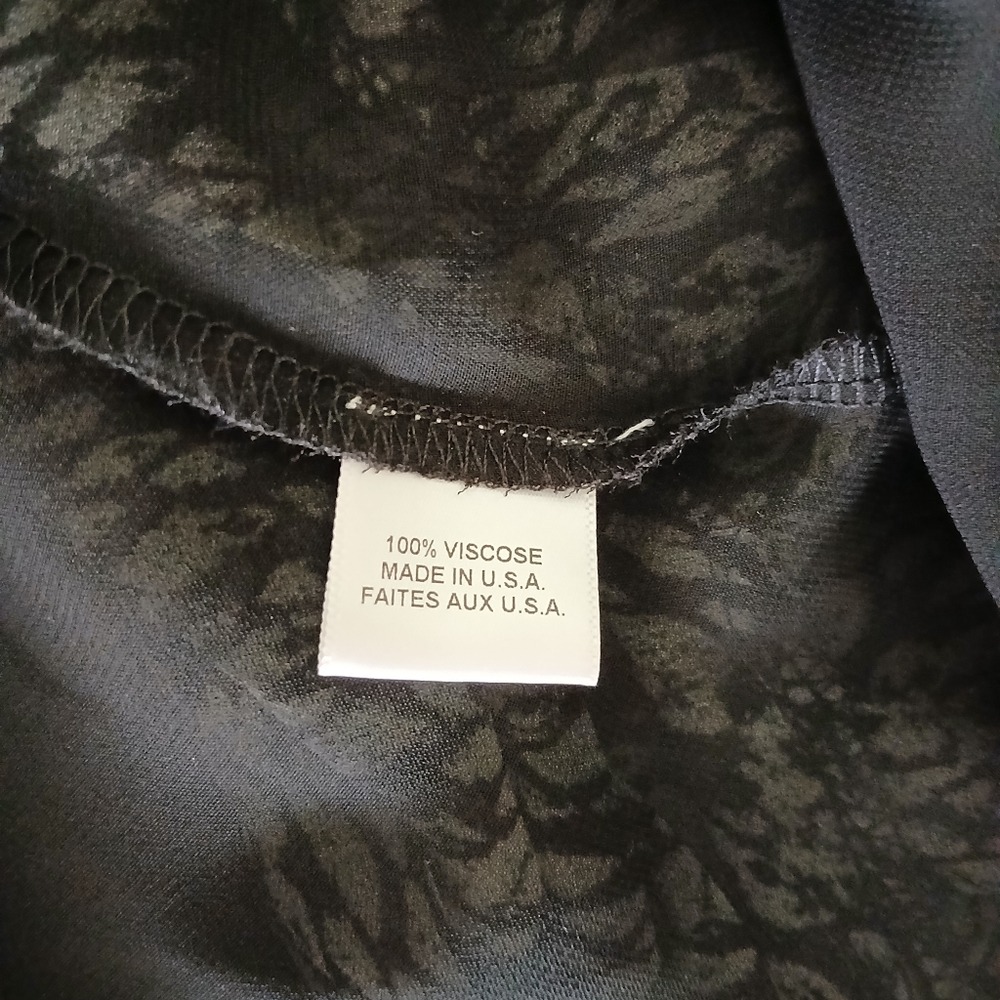 100% VISCOSE
MADE IN U.S.A.
FAITES AUX U.S.A.